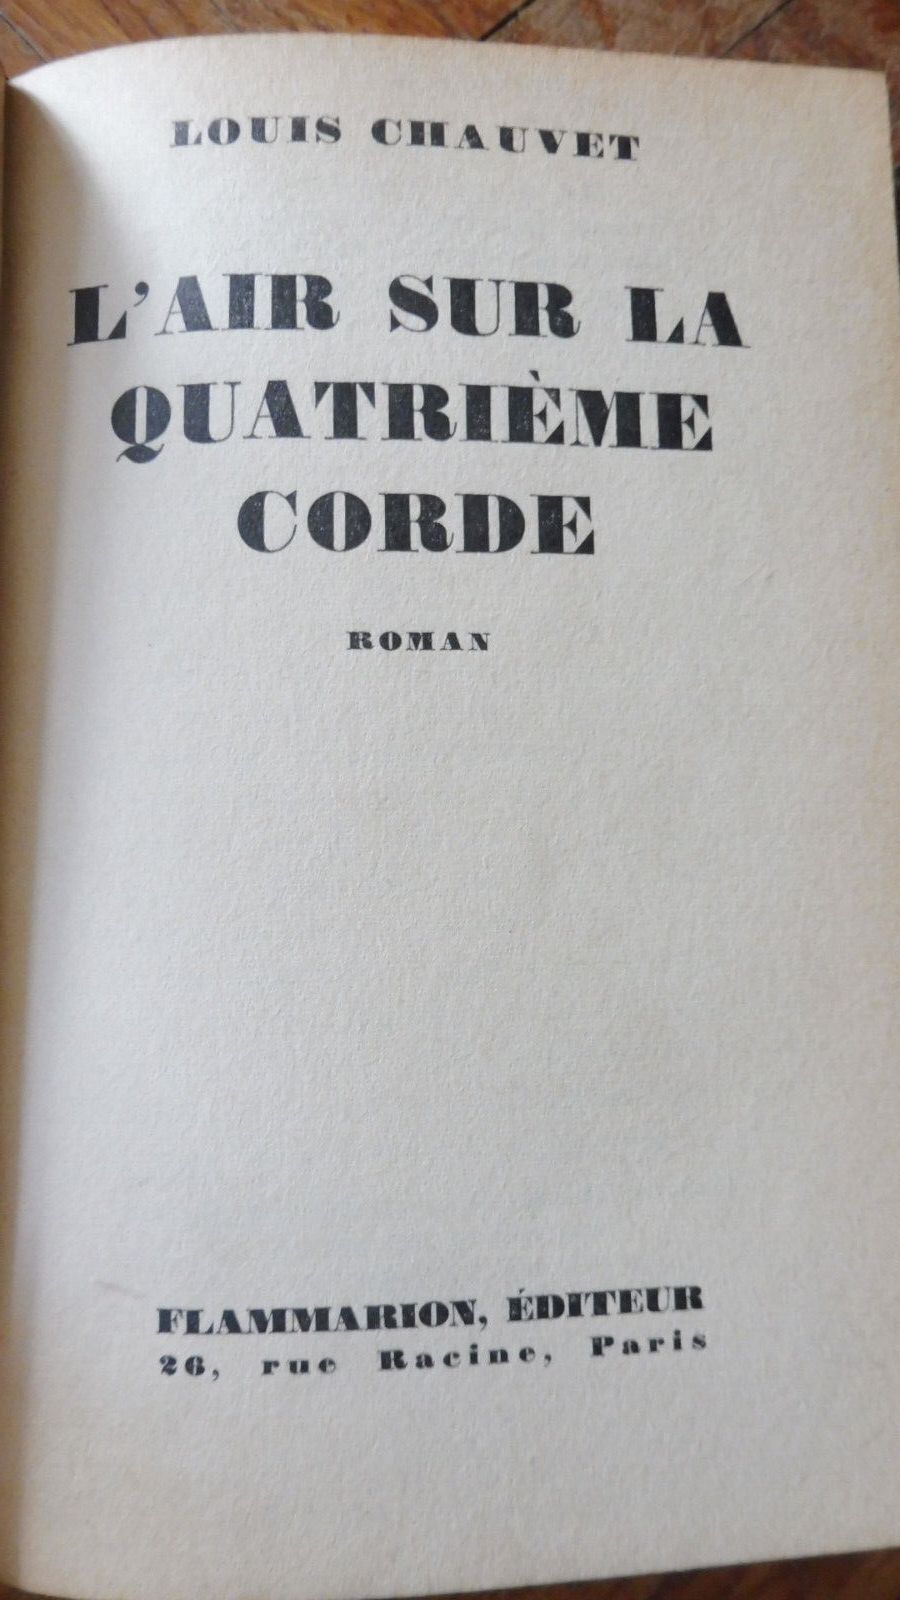 LOUIS CHAUVET
L'AIR SUR LA
QUATRIÈME
CORDE
ROMAN
FLAMMARION, ÉDITEUR
26, rue Racine, Paris